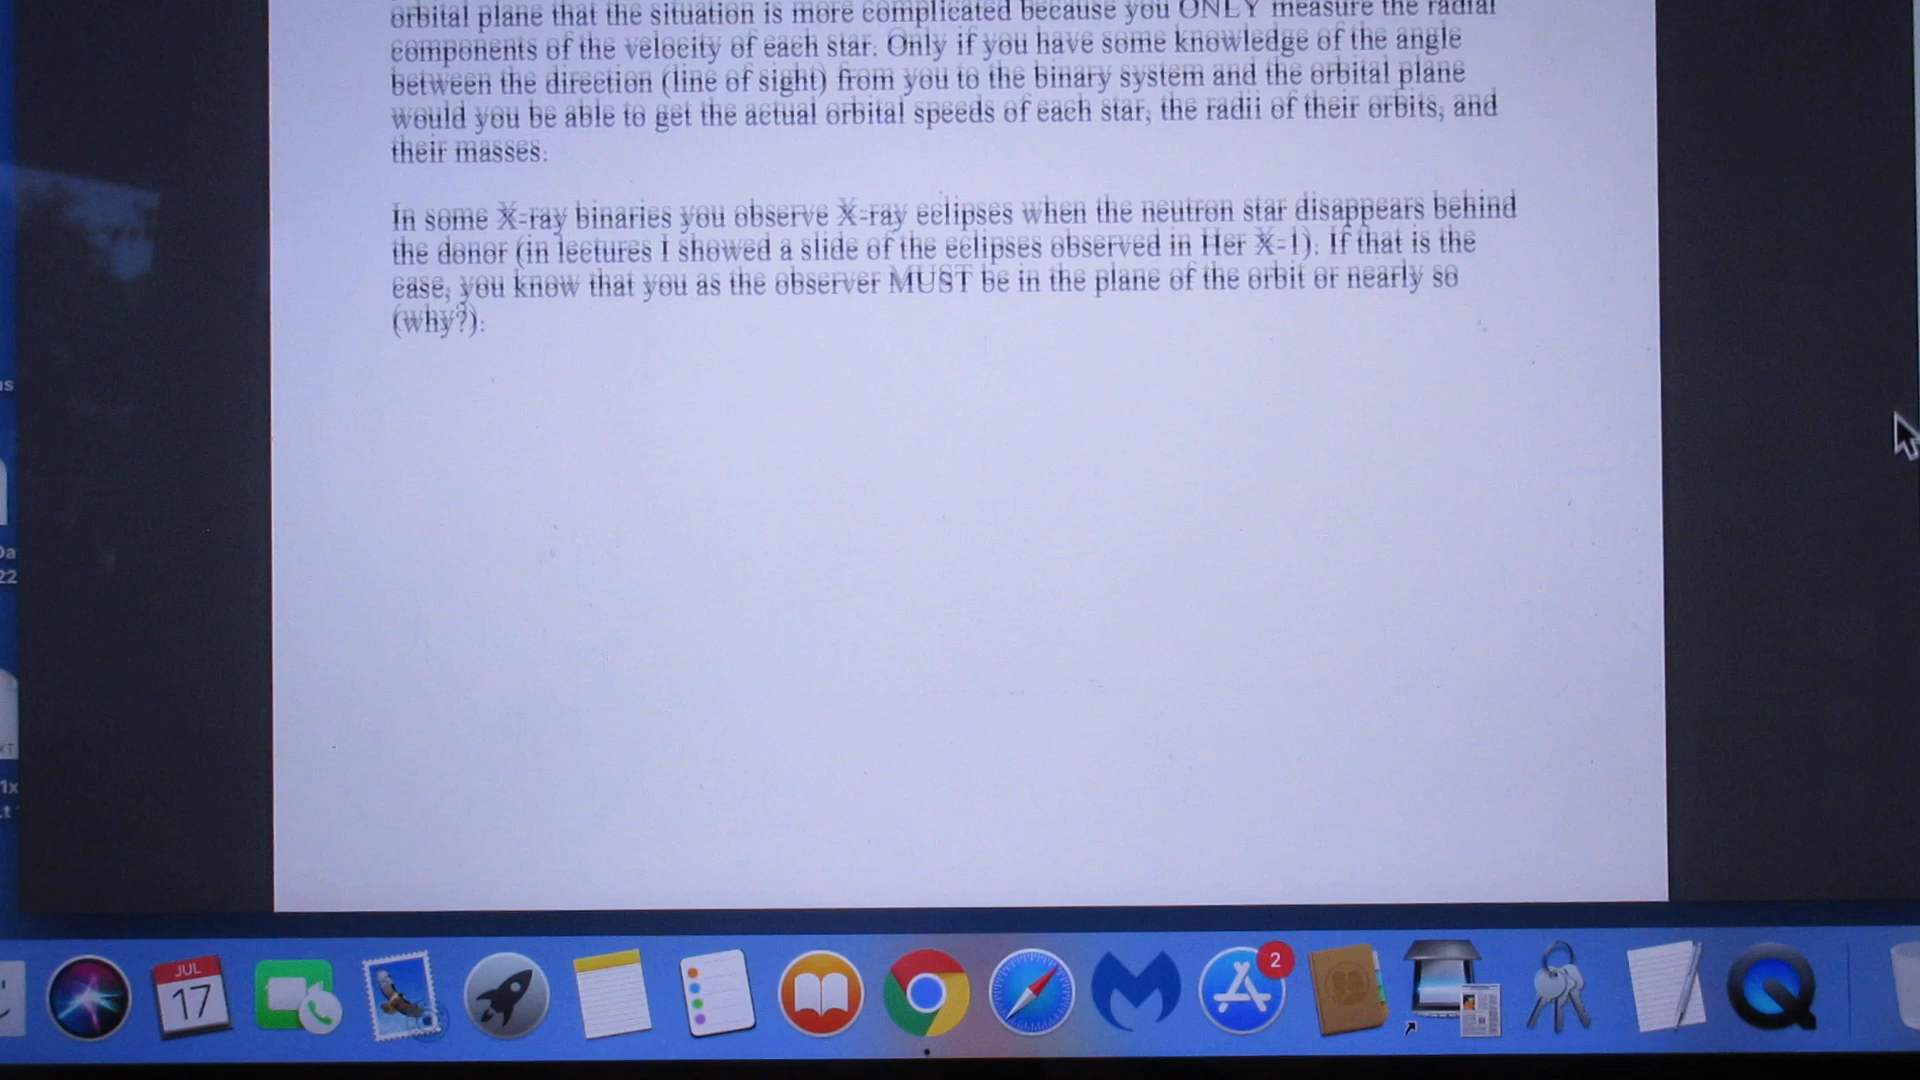 orbital plane that the situation is more complicated because you ONLY measure the radial
components of the velocity of each star. Only if you have some knowledge of the angle
between the direction (line of sight) from you to the binary system and the orbital plane
would you be able to get the actual orbital speeds of each star, the radii of their orbits, and
their masses.
In some X-ray binaries you observe X-ray eclipses when the neutron star disappears behind
the donor (in lectures I showed a slide of the eclipses observed in Her X-1). If that is the
case, you know that you as the observer MUST be in the plane of the orbit or nearly so
(why?).
22
1x
JUL
17
2